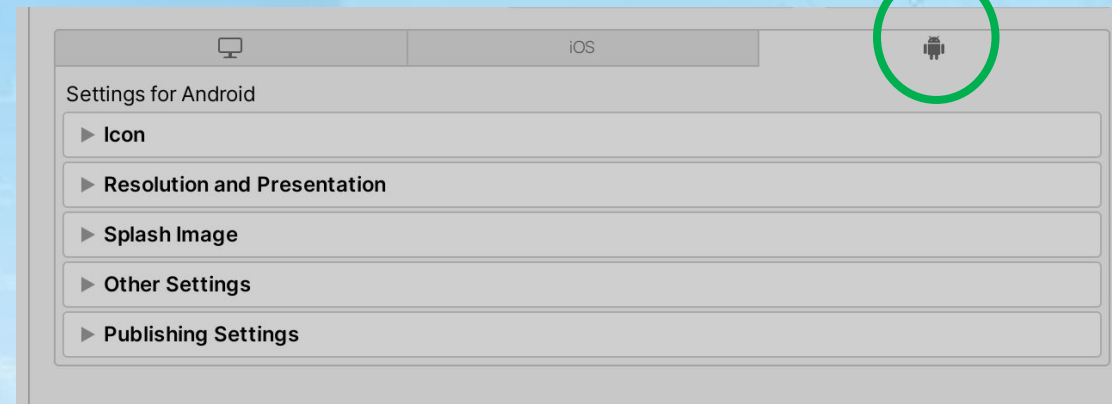 iOS
Settings for Android
Icon
Resolution and Presentation
Splash Image
Other Settings
Publishing Settings